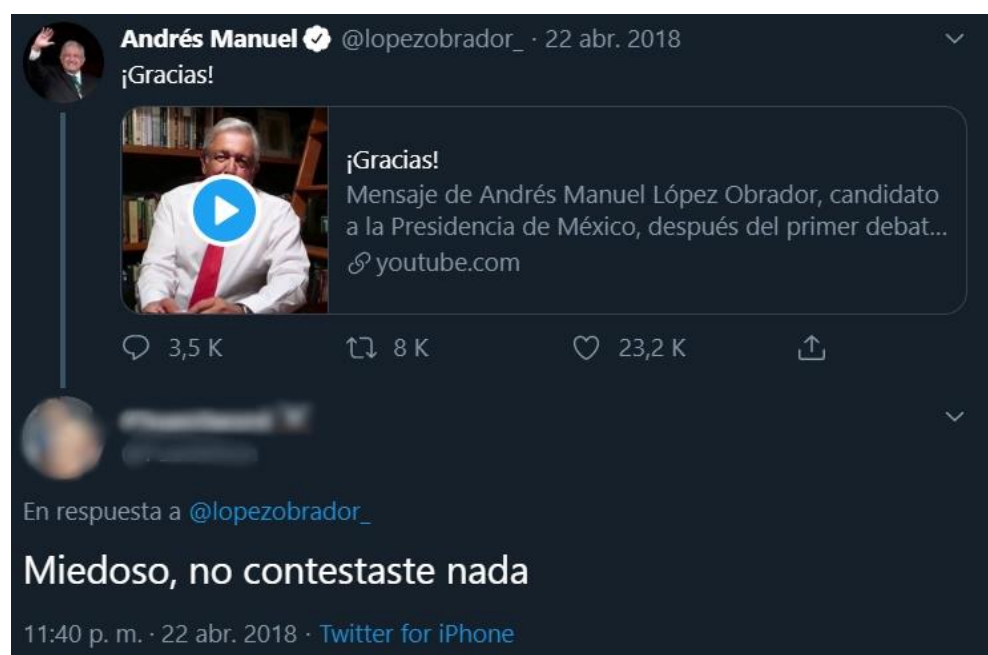 Andrés Manuel @lopezobrador_ · 22 abr. 2018
¡Gracias!
¡Gracias!
Mensaje de Andrés Manuel López Obrador, candidato
a la Presidencia de México, después del primer debat...
youtube.com
3,5 K 8 K 23,2 K
En respuesta a @lopezobrador_
Miedoso, no contestaste nada
11:40 p. m. · 22 abr. 2018 · Twitter for iPhone